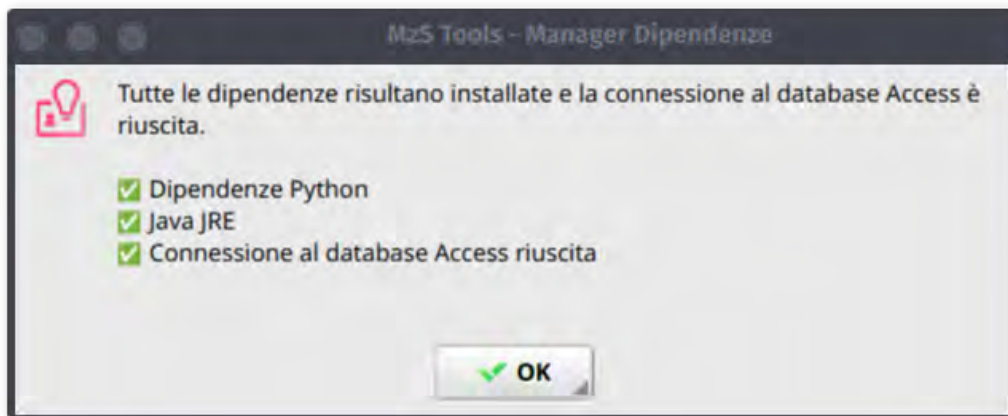 MzS Tools - Manager Dipendenze
Tutte le dipendenze risultano installate e la connessione al database Access è
riuscita.
✅ Dipendenze Python
✅ Java JRE
✅ Connessione al database Access riuscita
OK